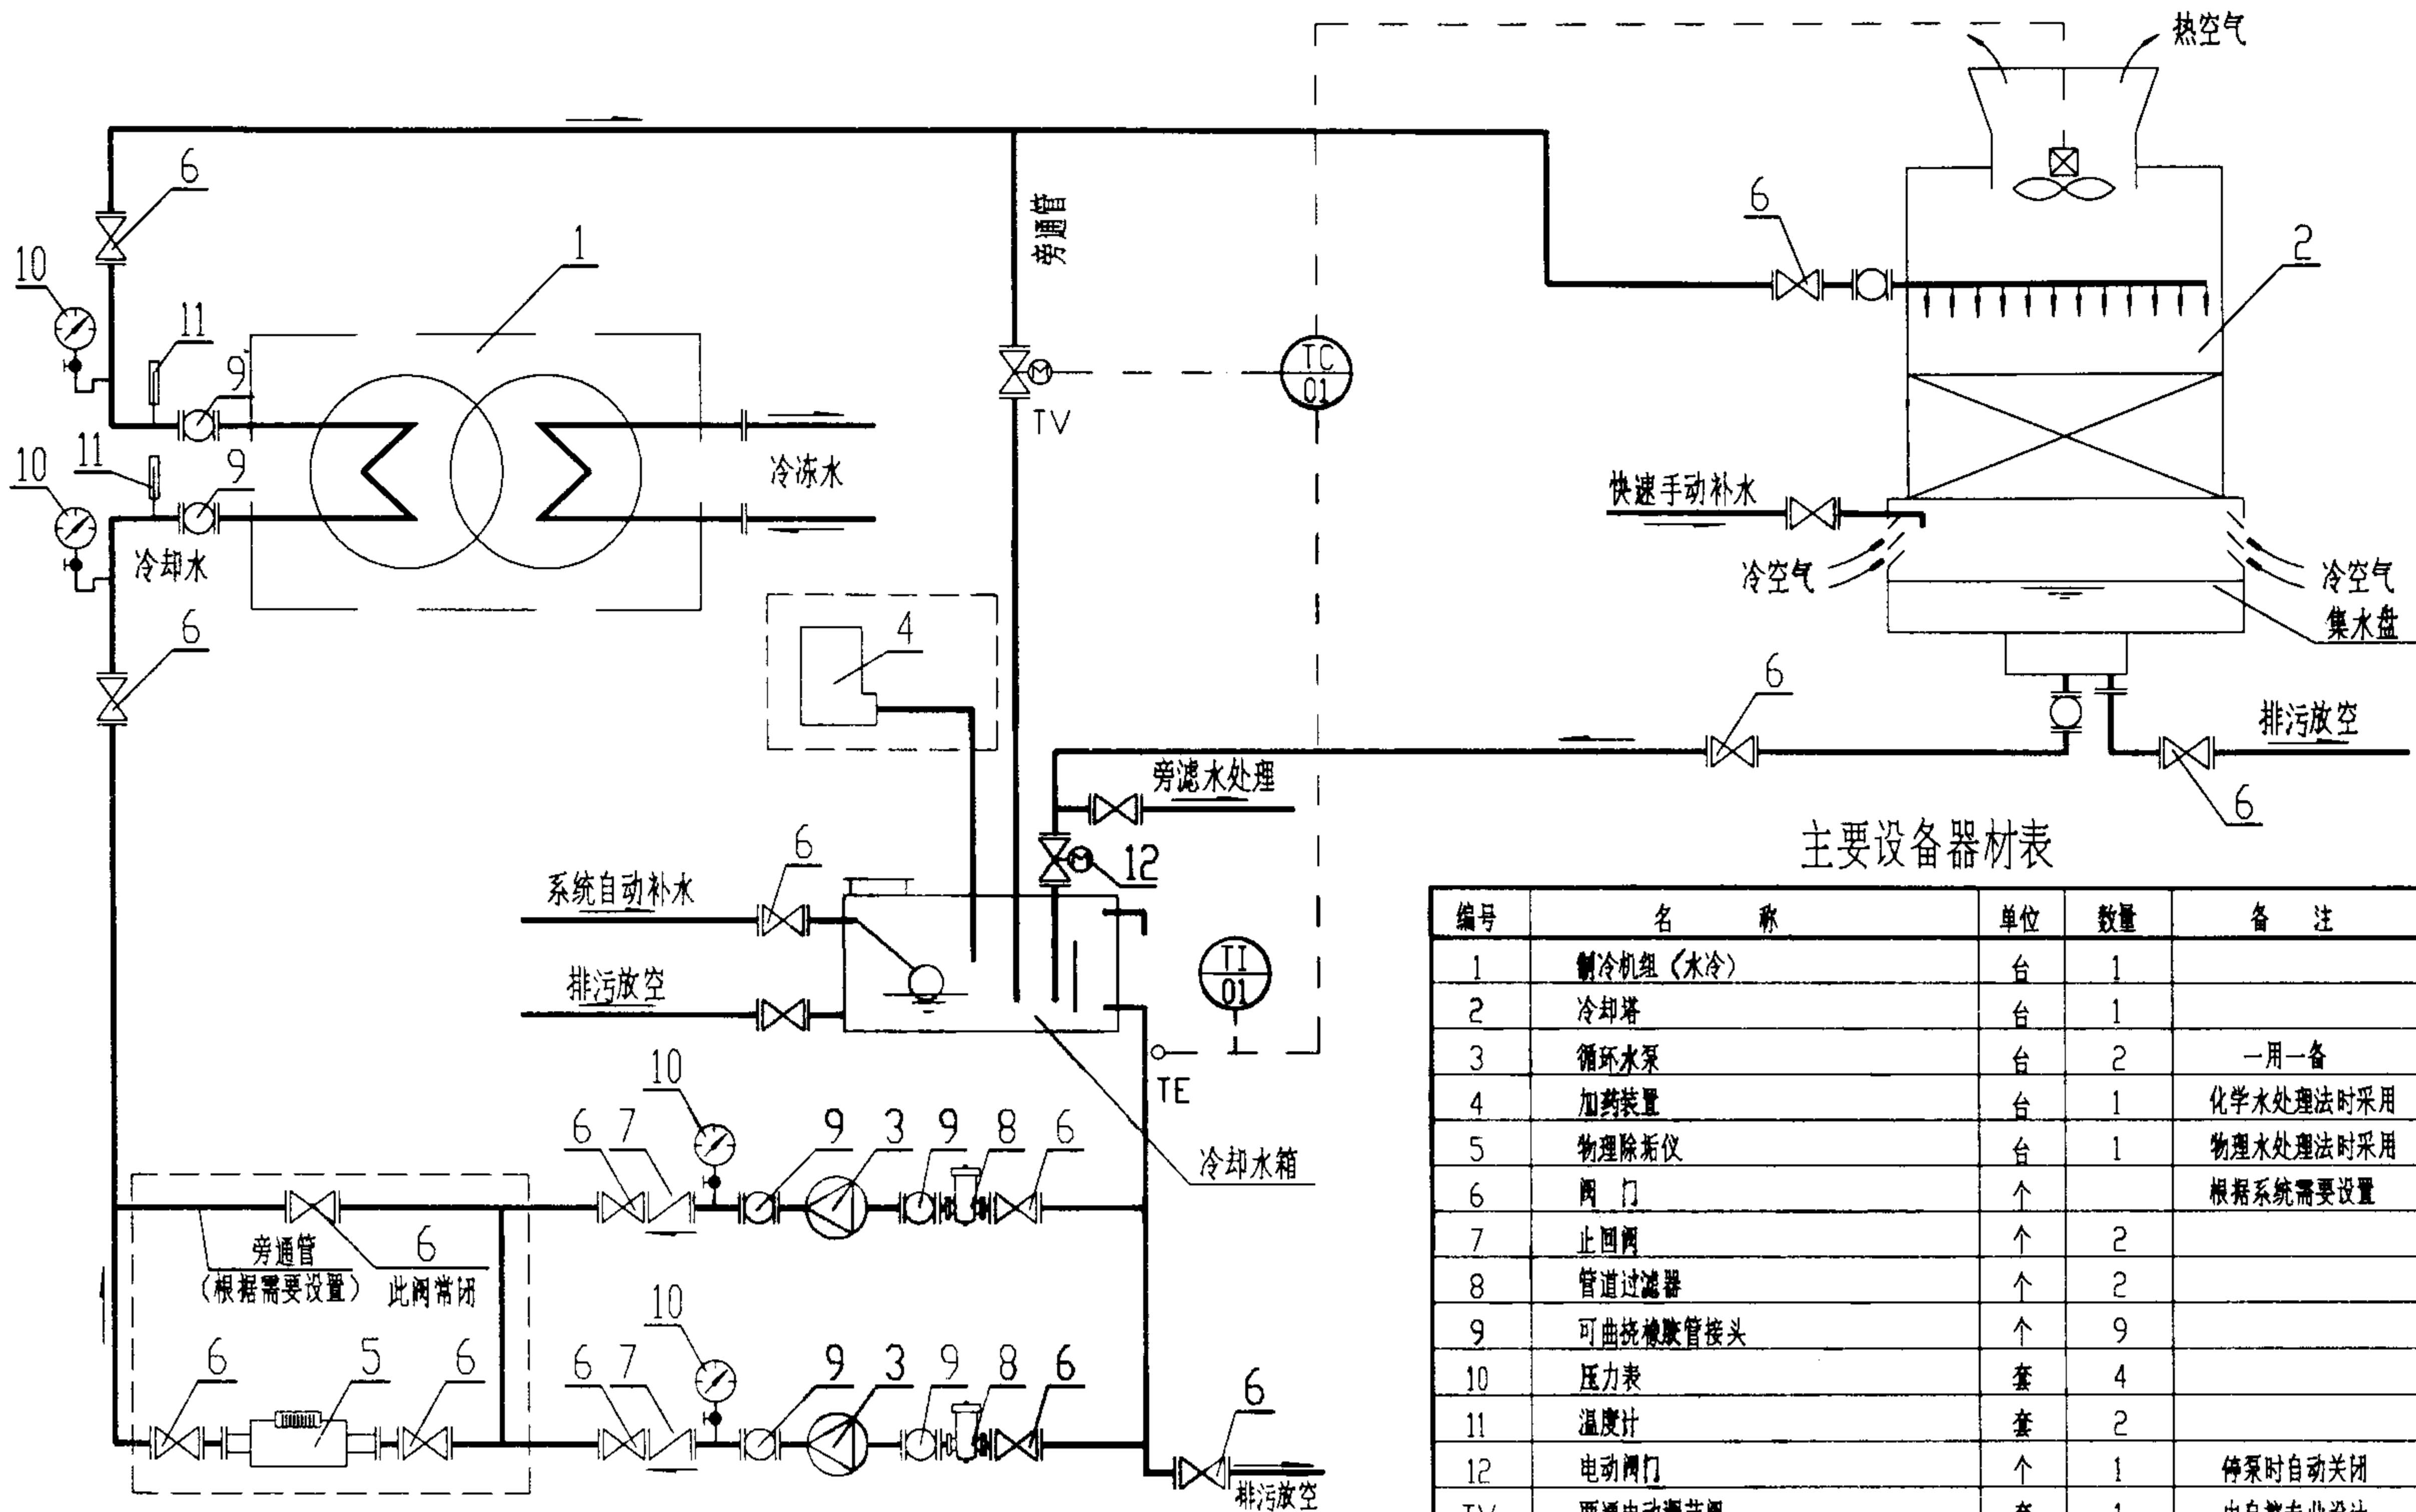 热空气
6
旁通管
6
1
2
10
11
9
TC
01
TV
10
11
9
冷冻水
快速手动补水
冷却水
冷空气
冷空气
集水盘
6
4
6
排污放空
旁滤水处理
6
6
12
系统自动补水
排污放空
TI
01
TE
10
6
7
9
3
9
8
6
冷却水箱
旁通管
(根据需要设置)
6
此阀常闭
10
6
5
6
6
7
9
3
9
8
6
6
排污放空
主要设备器材表
编号 名 称 单位 数量 备 注
1 制冷机组(水冷) 台 1
2 冷却塔 台 1
3 循环水泵 台 2 一用一备
4 加药装置 台 1 化学水处理法时采用
5 物理除垢仪 台 1 物理水处理法时采用
6 阀 门 个 根据系统需要设置
7 止回阀 个 2
8 管道过滤器 个 2
9 可曲挠橡胶管接头 个 9
10 压力表 套 4
11 温度计 套 2
12 电动阀门 个 1 停泵时自动关闭